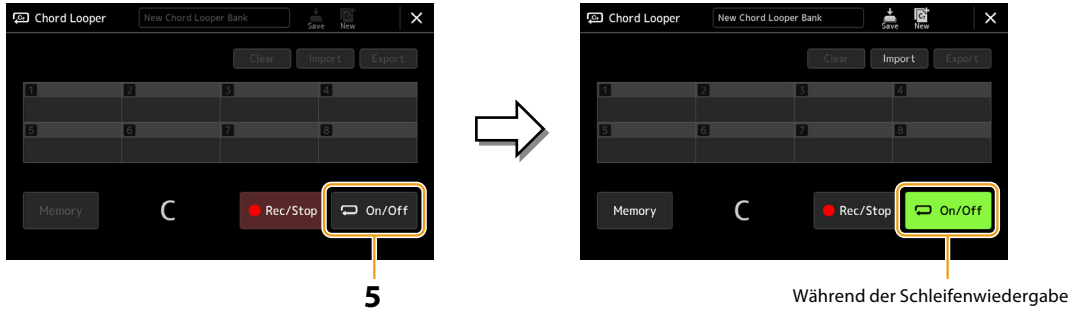 Chord Looper New Chord Looper Bank Save New
Clear Import Export
1 2 3 4
5 6 7 8
Memory C Rec/Stop On/Off
5
Chord Looper New Chord Looper Bank Save New
Clear Import Export
1 2 3 4
5 6 7 8
Memory C Rec/Stop On/Off
Während der Schleifenwiedergabe